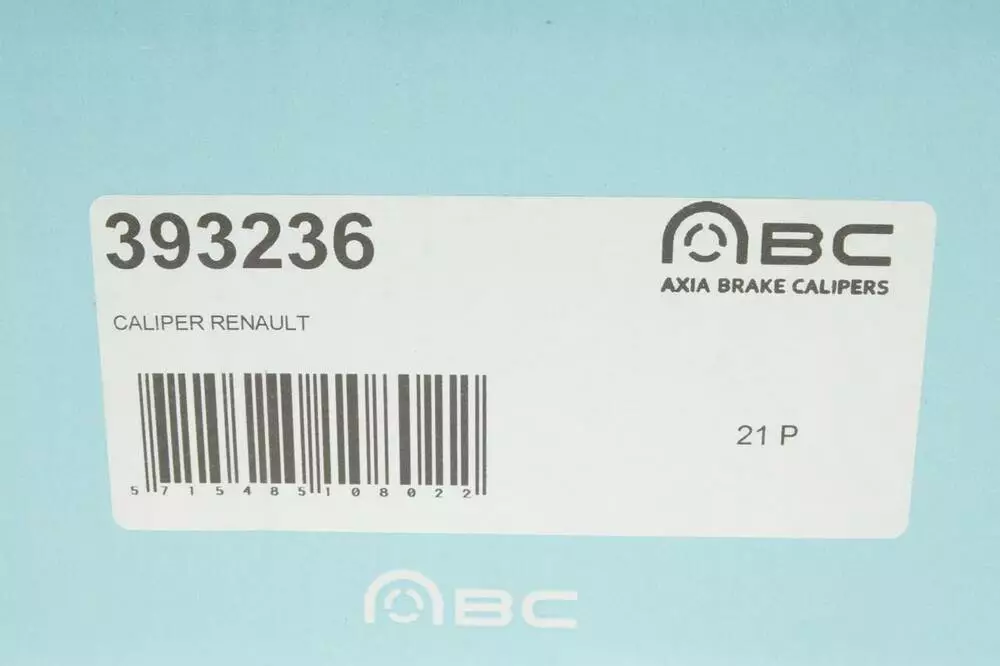 393236
ABC
AXIA BRAKE CALIPERS
CALIPER RENAULT
21 P
5 715485 108022
ABC